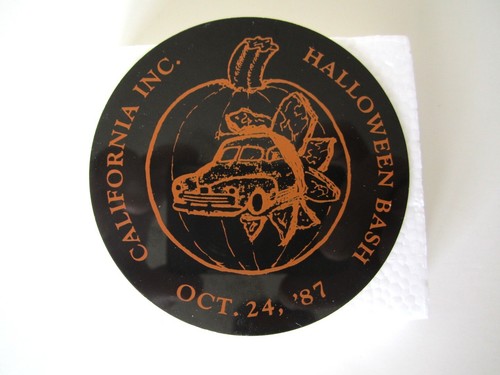 CALIFORNIA INC.
HALLOWEEN BASH
OCT. 24, '87